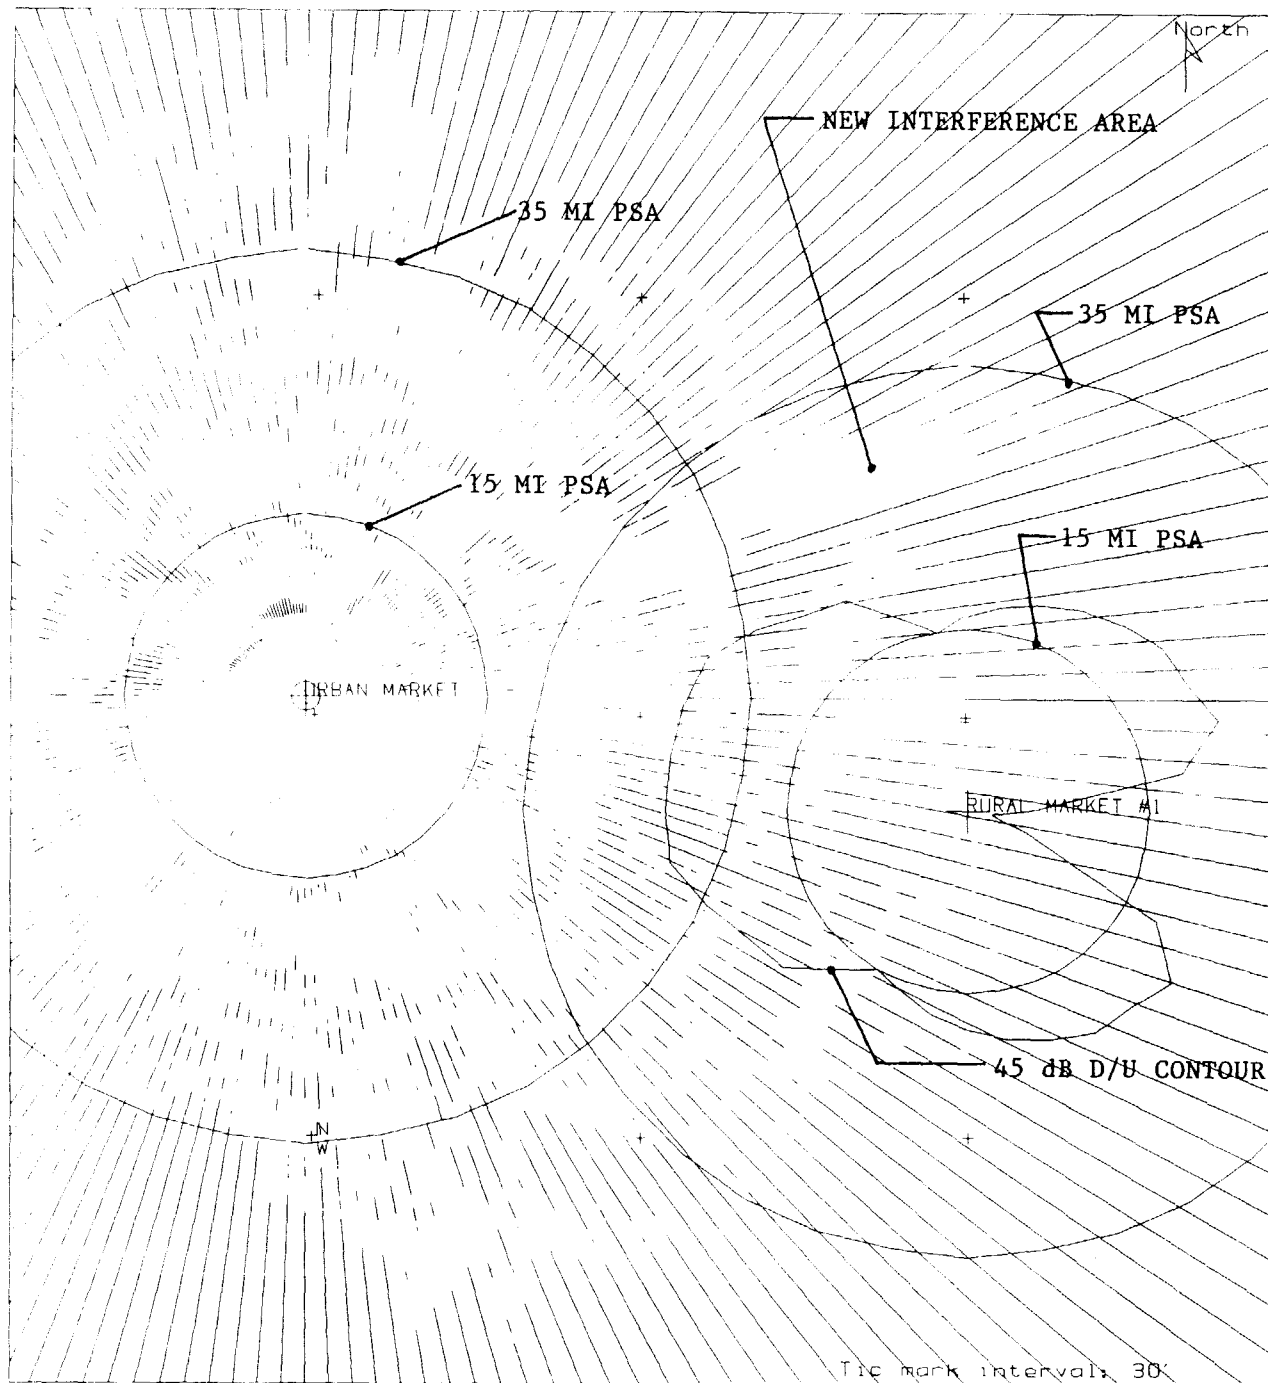 North
NEW INTERFERENCE AREA
35 MI PSA
35 MI PSA
15 MI PSA
15 MI PSA
URBAN MARKET
RURAL MARKET #1
45 dB D/U CONTOUR
N
W
Tic mark interval: 30'